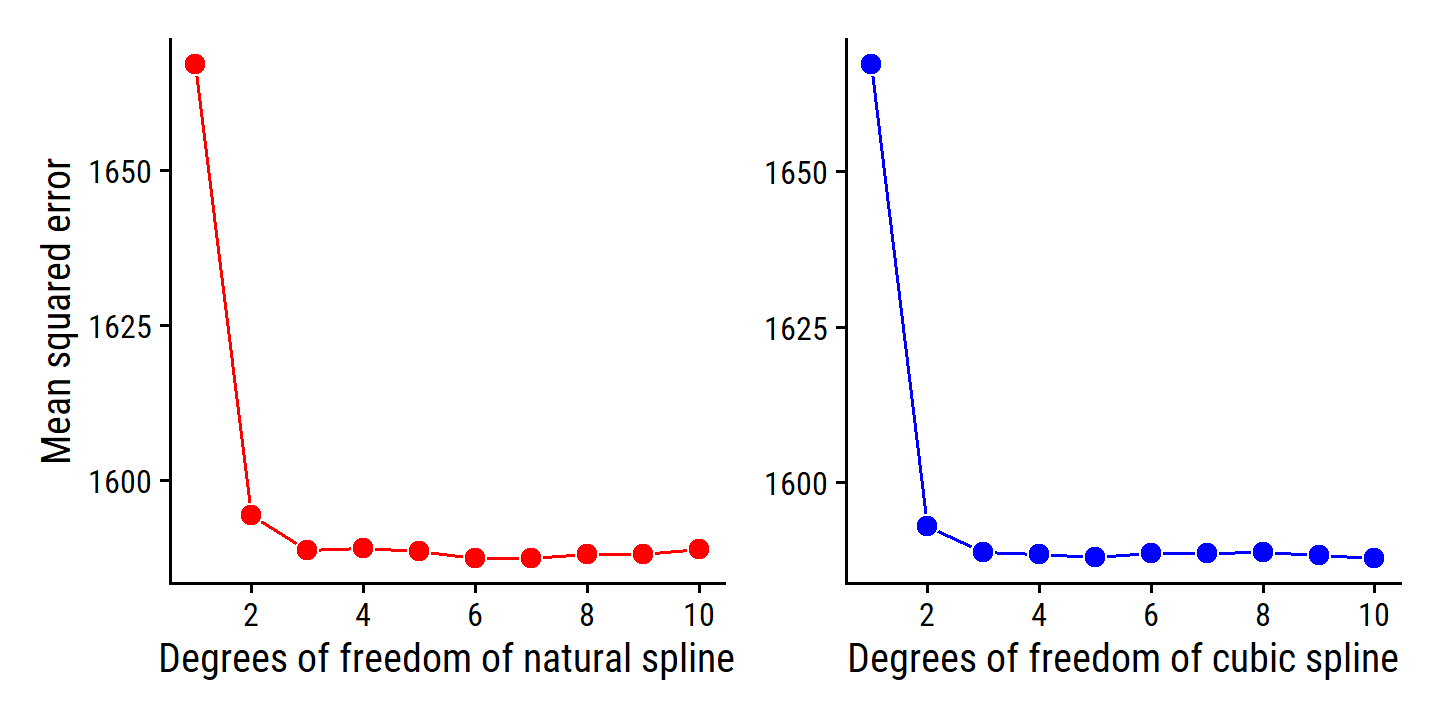 Mean squared error
1650
1625
1600
2 4 6 8 10
Degrees of freedom of natural spline
1650
1625
1600
2 4 6 8 10
Degrees of freedom of cubic spline